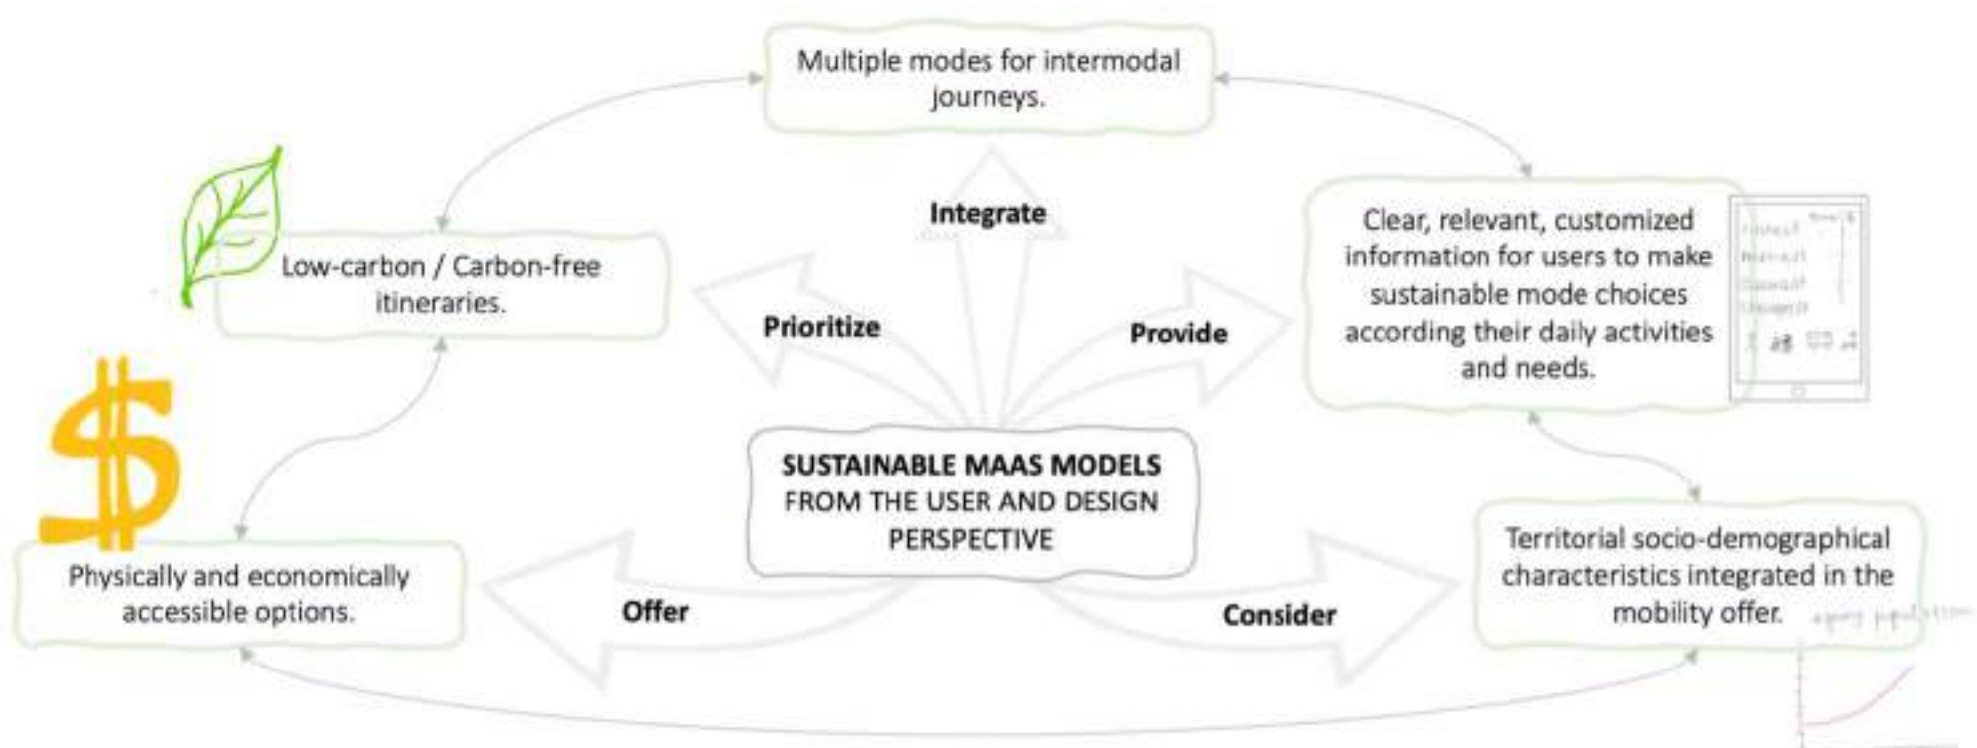 Multiple modes for intermodal
journeys.
Integrate
Low-carbon / Carbon-free
itineraries.
Prioritize
Provide
Clear, relevant, customized
information for users to make
sustainable mode choices
according their daily activities
and needs.
$
SUSTAINABLE MAAS MODELS
FROM THE USER AND DESIGN
PERSPECTIVE
Physically and economically
accessible options.
Offer
Consider
Territorial socio-demographical
characteristics integrated in the
mobility offer.
population